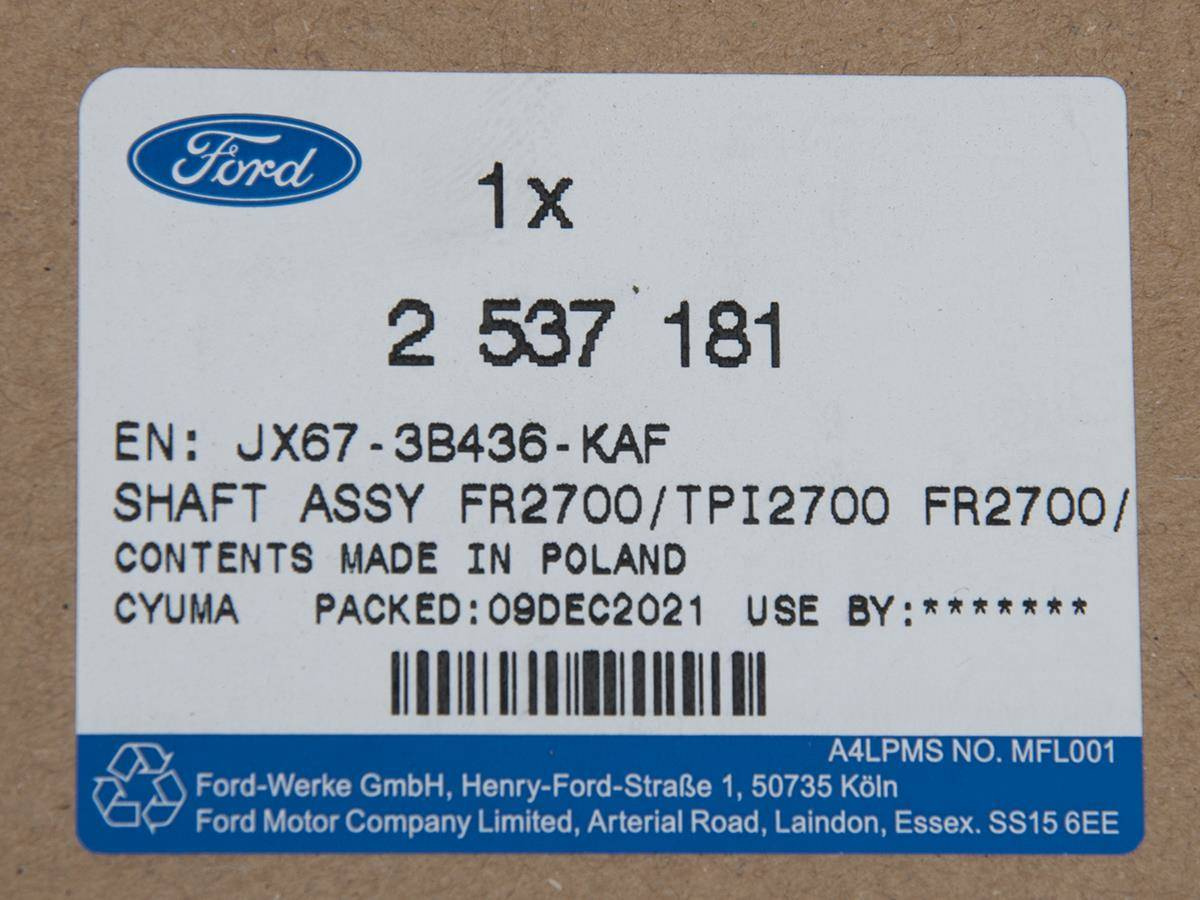 Ford
1x
2 537 181
EN: JX67-3B436-KAF
SHAFT ASSY FR2700/TPI2700 FR2700/
CONTENTS MADE IN POLAND
CYUMA PACKED:09DEC2021 USE BY:*******
A4LPMS NO. MFL001
Ford-Werke GmbH, Henry-Ford-Straße 1, 50735 Köln
Ford Motor Company Limited, Arterial Road, Laindon, Essex. SS15 6EE